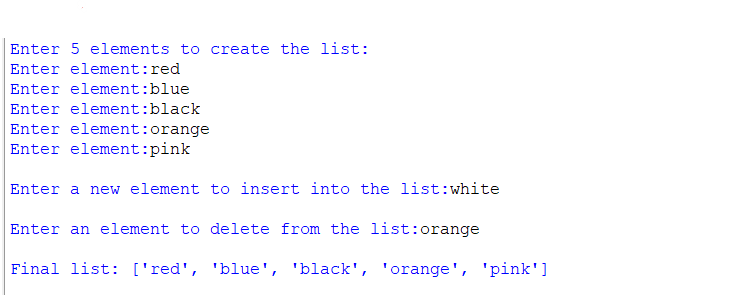 Enter 5 elements to create the list:
Enter element:red
Enter element:blue
Enter element:black
Enter element:orange
Enter element:pink
Enter a new element to insert into the list:white
Enter an element to delete from the list:orange
Final list: ['red', 'blue', 'black', 'orange', 'pink']